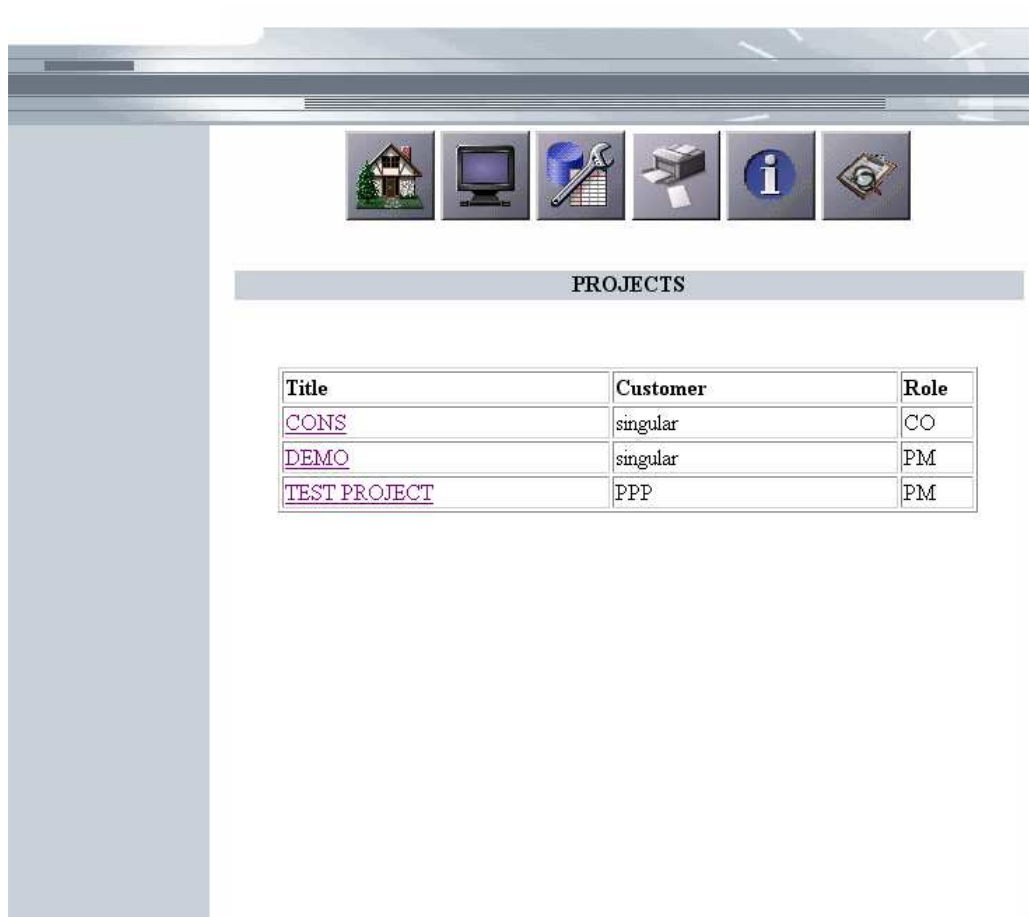 PROJECTS
Title Customer Role
CONS singular CO
DEMO singular PM
TEST PROJECT PPP PM